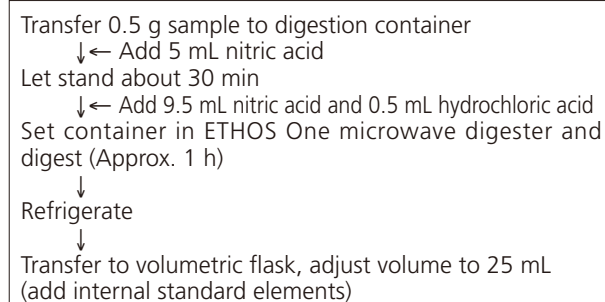 Transfer 0.5 g sample to digestion container
↓← Add 5 mL nitric acid
Let stand about 30 min
↓← Add 9.5 mL nitric acid and 0.5 mL hydrochloric acid
Set container in ETHOS One microwave digester and
digest (Approx. 1 h)
↓
Refrigerate
↓
Transfer to volumetric flask, adjust volume to 25 mL
(add internal standard elements)